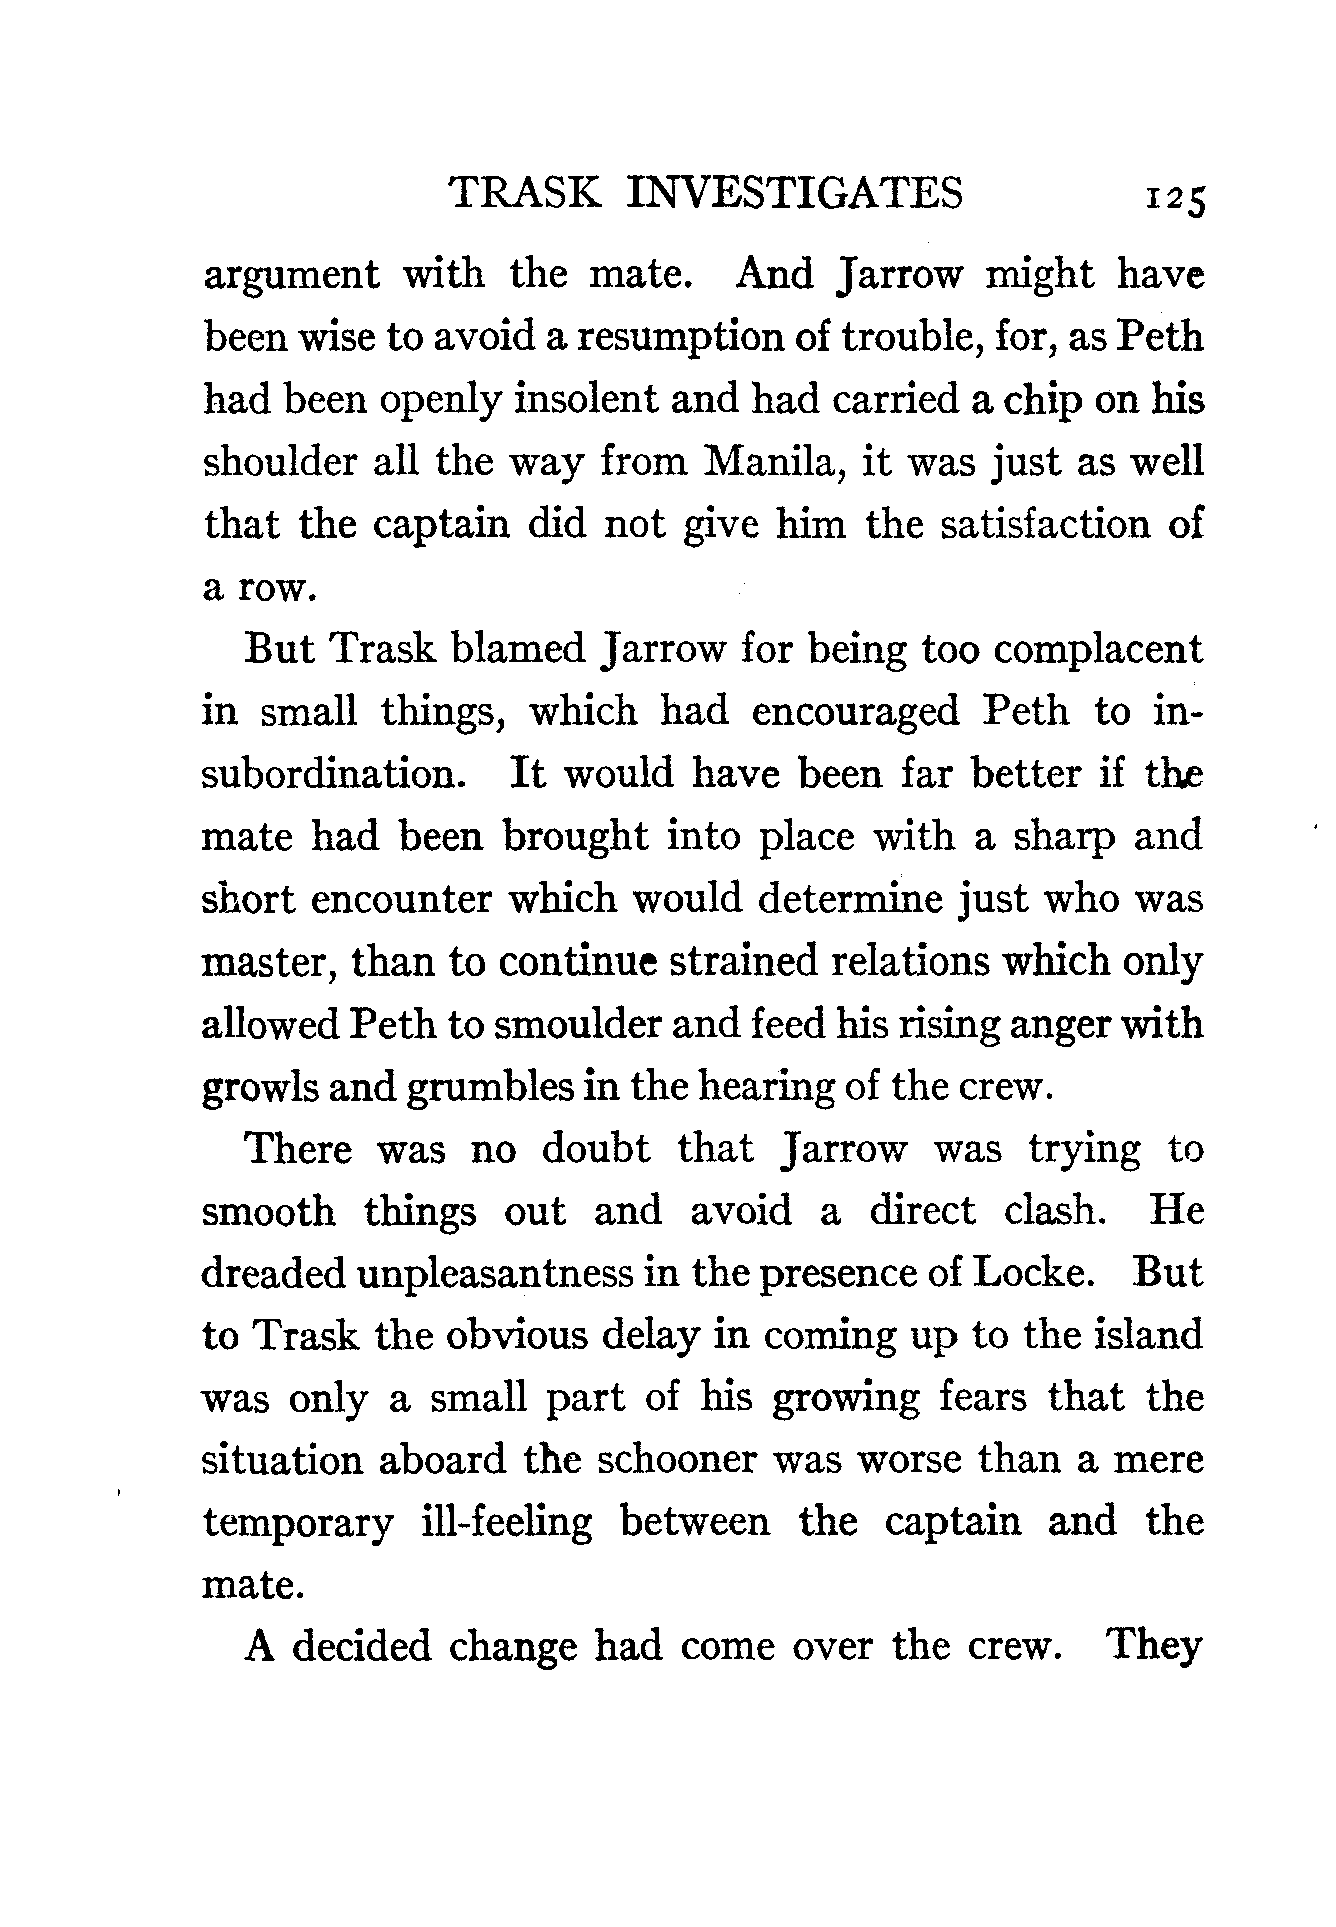 TRASK INVESTIGATES 125
argument with the mate. And Jarrow might have
been wise to avoid a resumption of trouble, for, as Peth
had been openly insolent and had carried a chip on his
shoulder all the way from Manila, it was just as well
that the captain did not give him the satisfaction of
a row.
But Trask blamed Jarrow for being too complacent
in small things, which had encouraged Peth to in-
subordination. It would have been far better if the
mate had been brought into place with a sharp and
short encounter which would determine just who was
master, than to continue strained relations which only
allowed Peth to smoulder and feed his rising anger with
growls and grumbles in the hearing of the crew.
There was no doubt that Jarrow was trying to
smooth things out and avoid a direct clash. He
dreaded unpleasantness in the presence of Locke. But
to Trask the obvious delay in coming up to the island
was only a small part of his growing fears that the
situation aboard the schooner was worse than a mere
temporary ill-feeling between the captain and the
mate.
A decided change had come over the crew. They